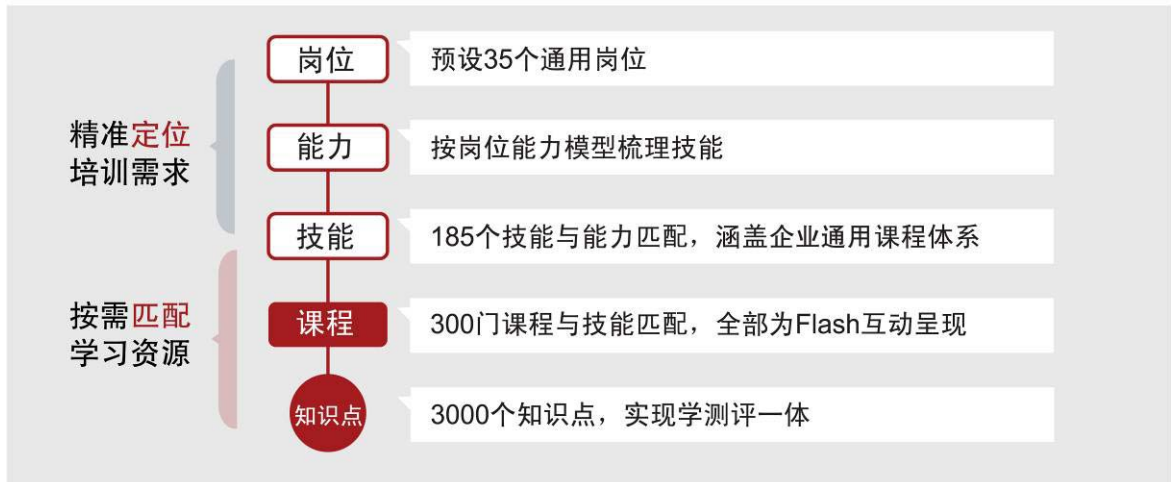 岗位
预设35个通用岗位
精准定位
培训需求
能力
按岗位能力模型梳理技能
技能
185个技能与能力匹配，涵盖企业通用课程体系
按需匹配
学习资源
课程
300门课程与技能匹配，全部为Flash互动呈现
知识点
3000个知识点，实现学测评一体